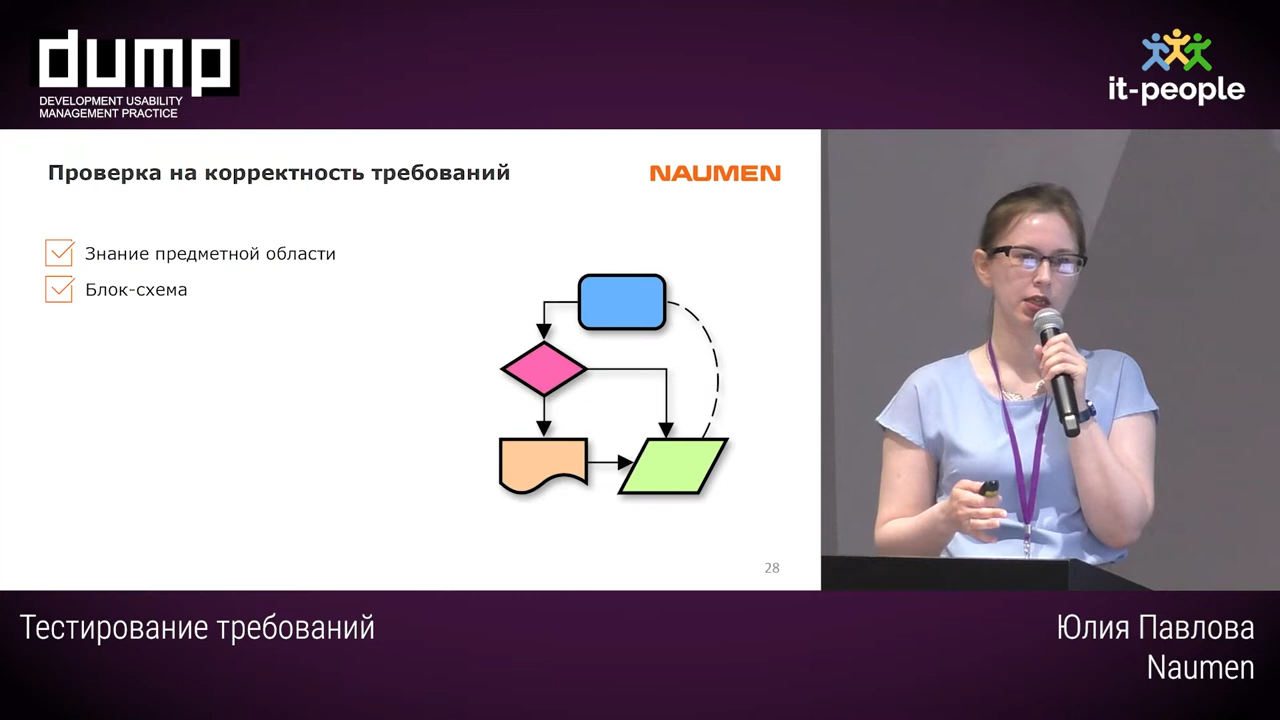 dump
DEVELOPMENT USABILITY
MANAGEMENT PRACTICE
it-people
Проверка на корректность требований
NAUMEN
Знание предметной области
Блок-схема
28
Тестирование требований
Юлия Павлова
Naumen